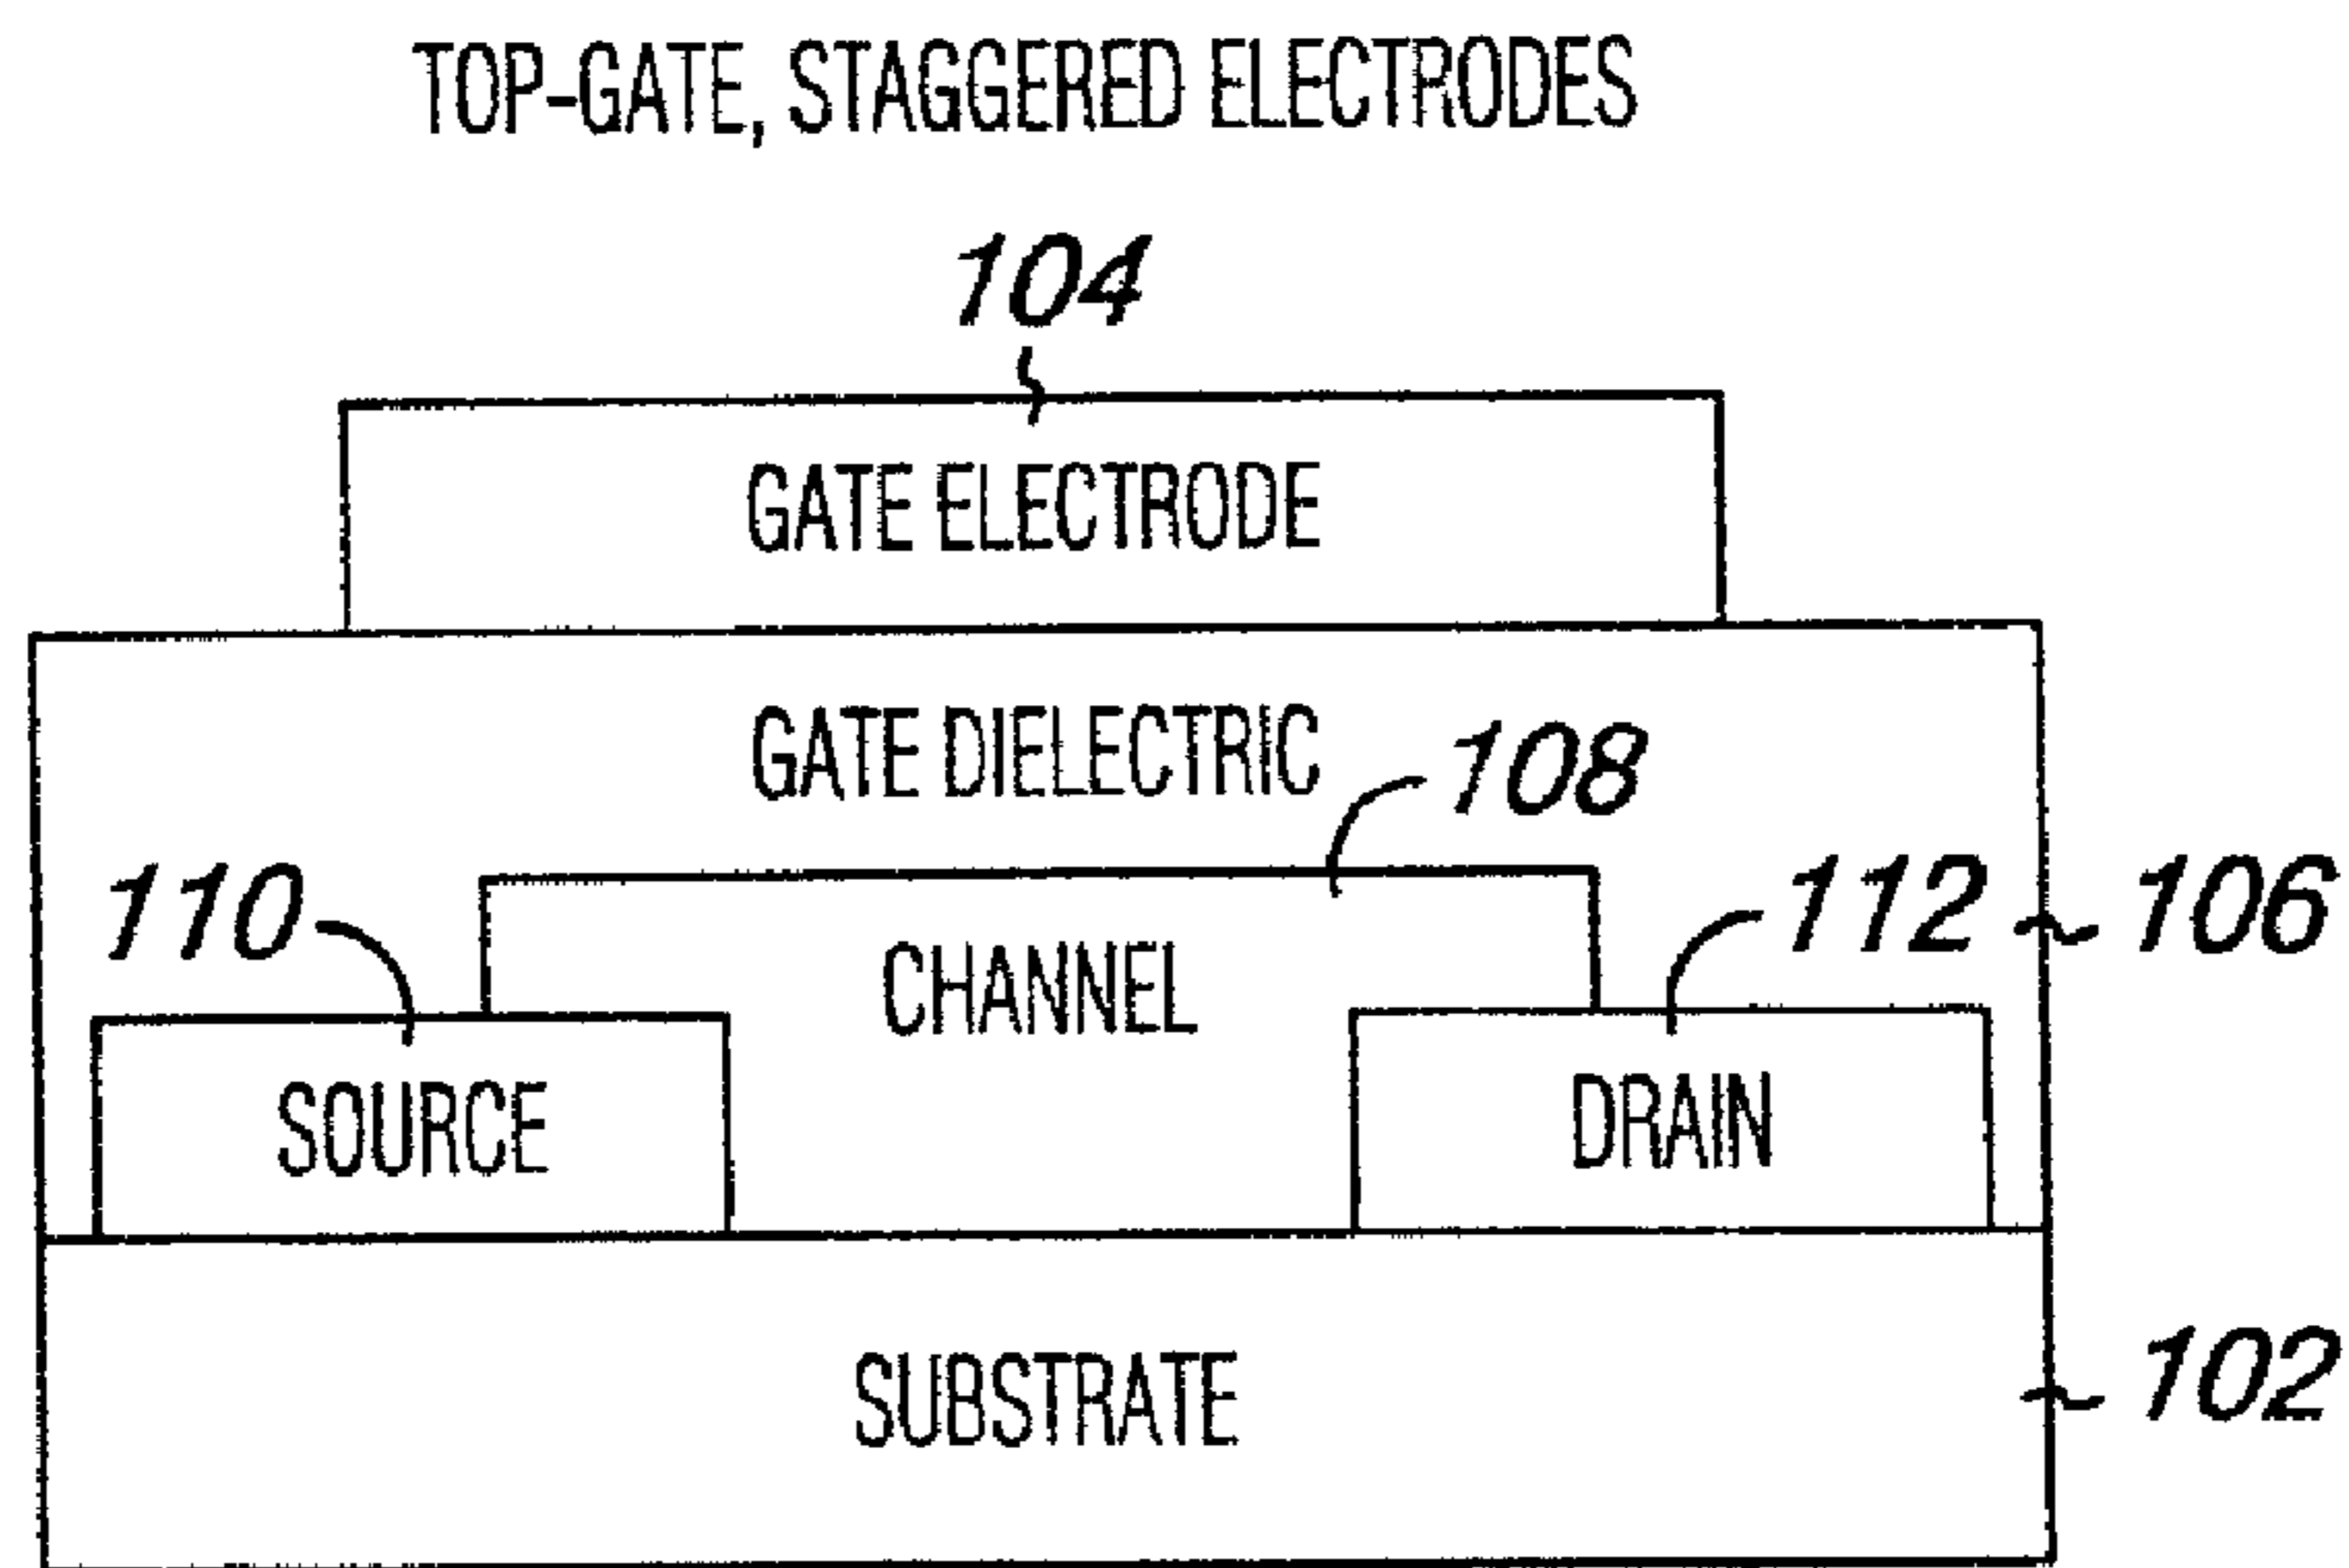 TOP-GATE, STAGGERED ELECTRODES
104
GATE ELECTRODE
GATE DIELECTRIC
108
110
112
106
CHANNEL
SOURCE
DRAIN
SUBSTRATE
102